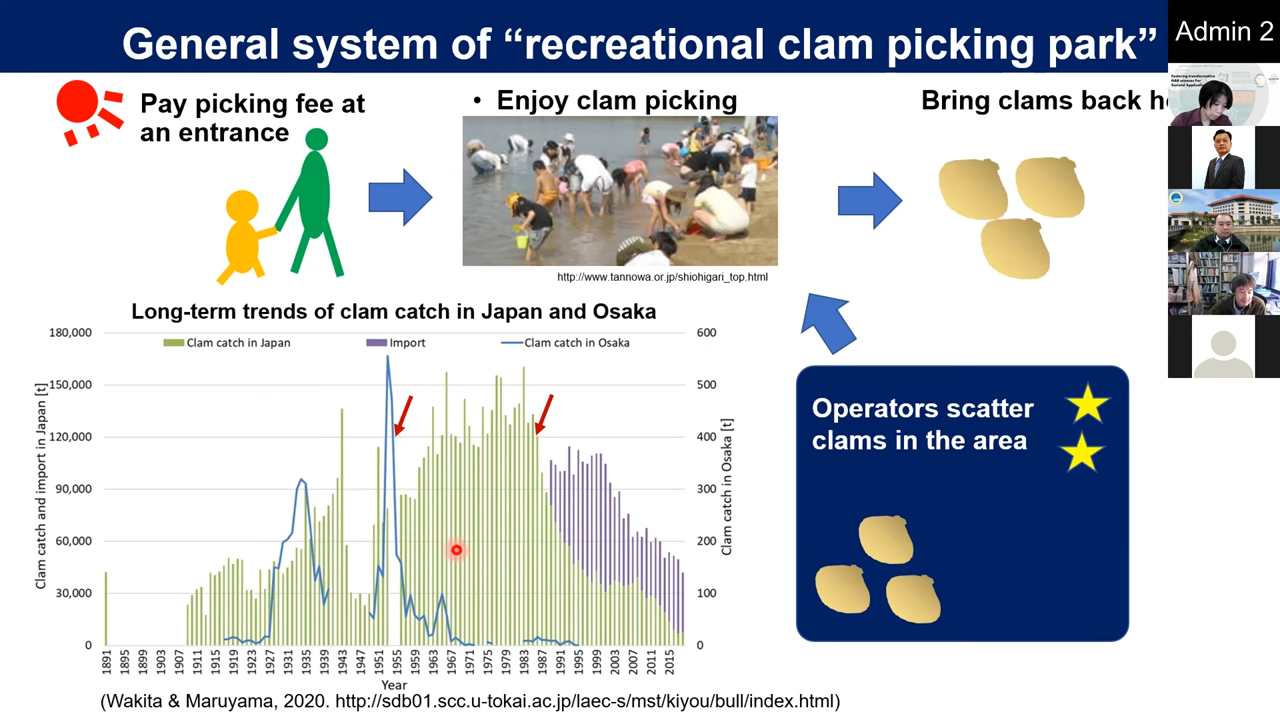 General system of “recreational clam picking park”
Admin 2
Pay picking fee at
an entrance
• Enjoy clam picking
Bring clams back
http://www.tannowa.or.jp/shiohigari_top.html
Long-term trends of clam catch in Japan and Osaka
Clam catch in Japan
Import
Clam catch in Osaka
Clam catch and import in Japan [t]
180,000
150,000
120,000
90,000
60,000
30,000
0
600
500
400
300
200
100
0
Clam catch in Osaka [t]
1891 1895 1899 1903 1907 1911 1915 1919 1923 1927 1931 1935 1939 1943 1947 1951 1955 1959 1963 1967 1971 1975 1979 1983 1987 1991 1995 1999 2003 2007 2011 2015
Year
Operators scatter
clams in the area
(Wakita & Maruyama, 2020. http://sdb01.scc.u-tokai.ac.jp/laec-s/mst/kiyou/bull/index.html)